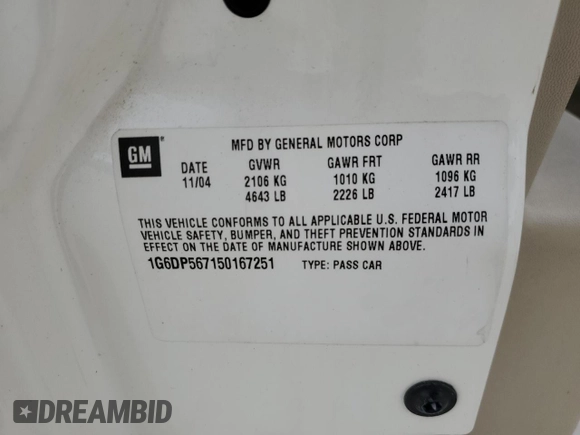 GM ®
MFD BY GENERAL MOTORS CORP
DATE GVWR GAWR FRT GAWR RR
11/04 2106 KG 1010 KG 1096 KG
4643 LB 2226 LB 2417 LB
THIS VEHICLE CONFORMS TO ALL APPLICABLE U.S. FEDERAL MOTOR
VEHICLE SAFETY, BUMPER, AND THEFT PREVENTION STANDARDS IN
EFFECT ON THE DATE OF MANUFACTURE SHOWN ABOVE.
1G6DP567150167251 TYPE: PASS CAR
DREAMBID